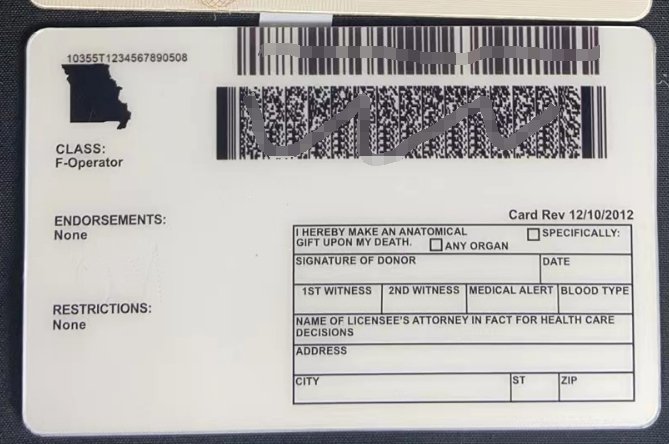 10355T1234567890508
CLASS:
F-Operator
Card Rev 12/10/2012
ENDORSEMENTS:
None
I HEREBY MAKE AN ANATOMICAL
GIFT UPON MY DEATH. ANY ORGAN SPECIFICALLY:
SIGNATURE OF DONOR DATE
1ST WITNESS 2ND WITNESS MEDICAL ALERT BLOOD TYPE
RESTRICTIONS:
None
NAME OF LICENSEE'S ATTORNEY IN FACT FOR HEALTH CARE
DECISIONS
ADDRESS
CITY ST ZIP